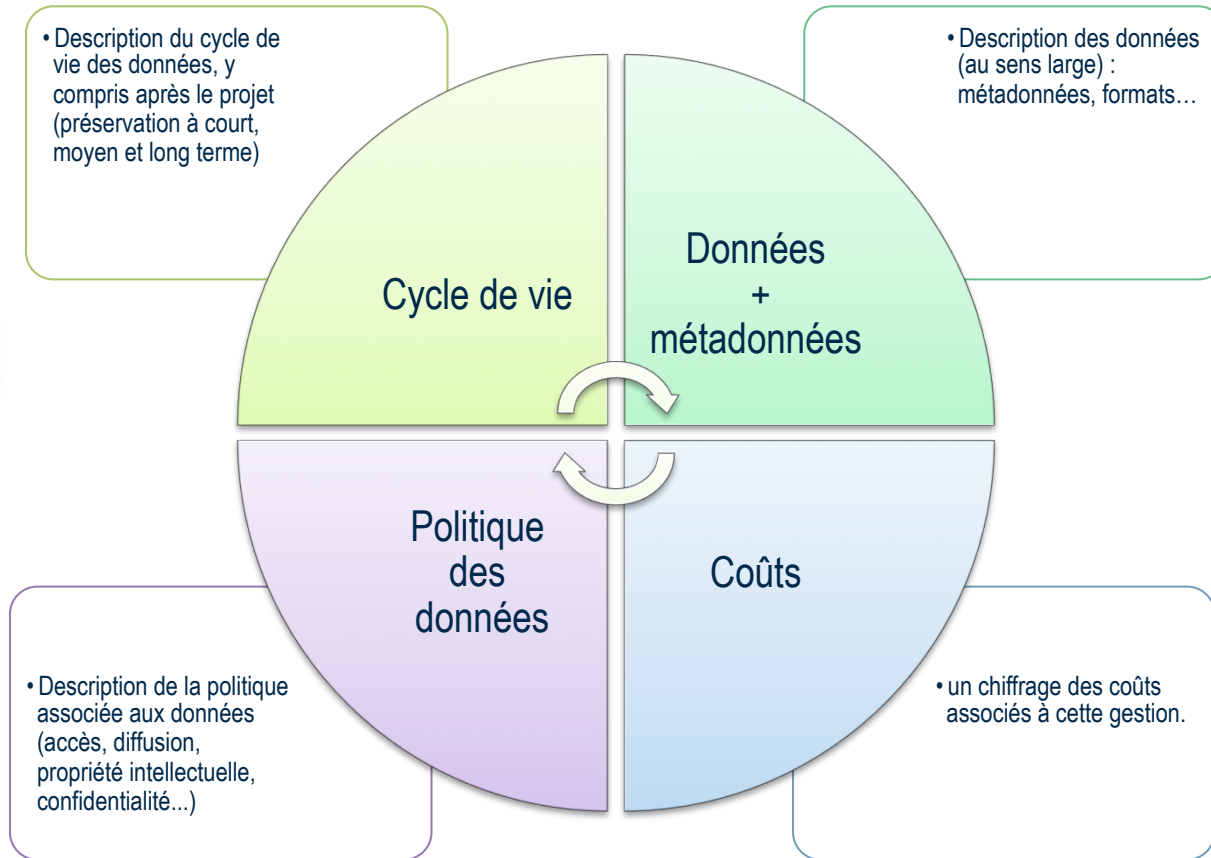 • Description du cycle de
vie des données, y
compris après le projet
(préservation à court,
moyen et long terme)
• Description des données
(au sens large) :
métadonnées, formats…
Cycle de vie
Données
+
métadonnées
Politique
des
données
Coûts
• Description de la politique
associée aux données
(accès, diffusion,
propriété intellectuelle,
confidentialité...)
• un chiffrage des coûts
associés à cette gestion.